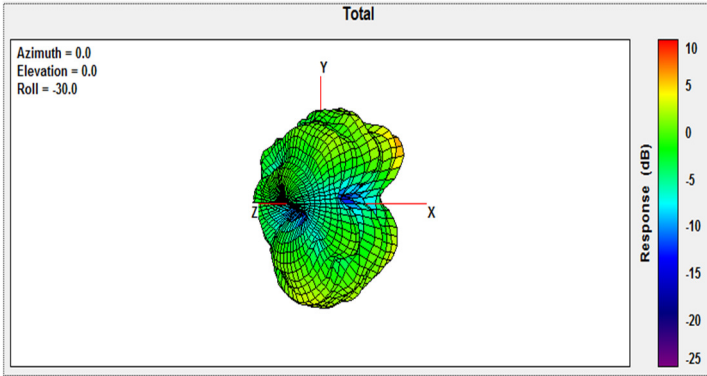 Total
Azimuth = 0.0
Elevation = 0.0
Roll = -30.0
Y
Z
X
10
5
0
-5
-10
-15
-20
-25
Response (dB)